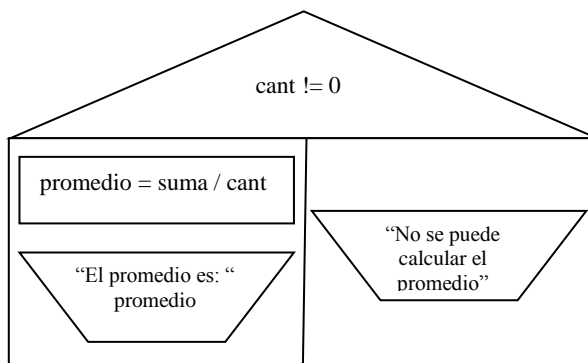 cant != 0
promedio = suma / cant
“El promedio es: “
promedio
“No se puede
calcular el
promedio”